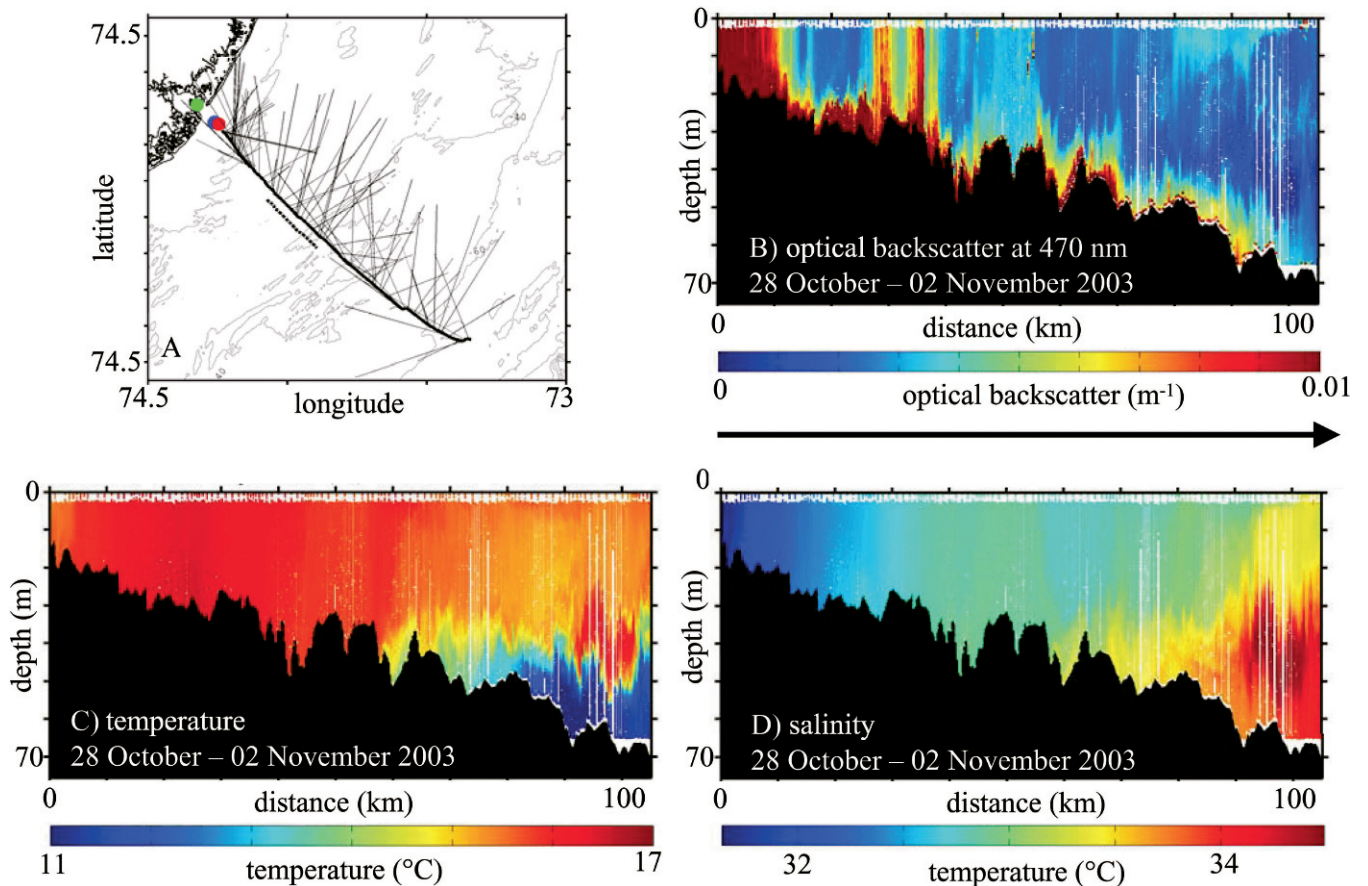 74.5
latitude
74.5
A
74.5
longitude
73
0
depth (m)
70
B) optical backscatter at 470 nm
28 October – 02 November 2003
0
distance (km)
100
0
optical backscatter (m⁻¹)
0.01
0
depth (m)
70
C) temperature
28 October – 02 November 2003
0
distance (km)
100
11
temperature (°C)
17
0
depth (m)
70
D) salinity
28 October – 02 November 2003
0
distance (km)
100
32
temperature (°C)
34